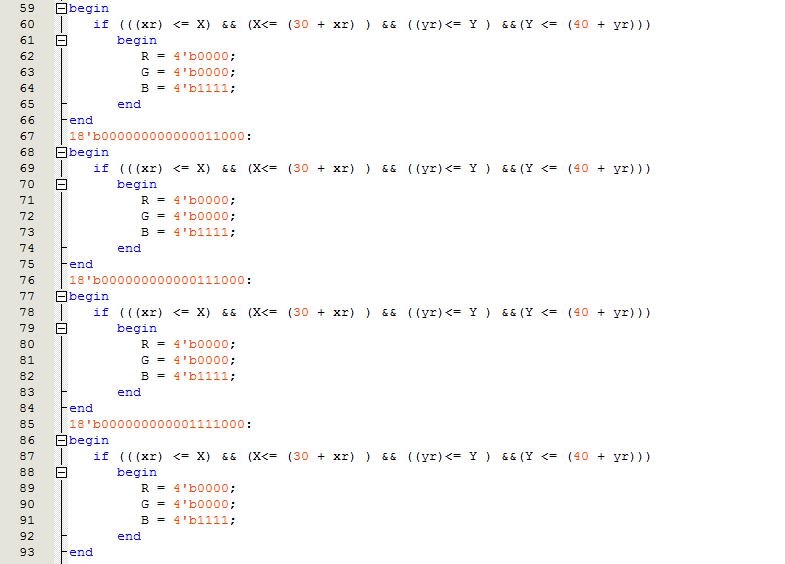 59 begin
60 if (((xr) <= X) && (X<= (30 + xr) ) && ((yr)<= Y ) &&(Y <= (40 + yr)))
61 begin
62 R = 4'b0000;
63 G = 4'b0000;
64 B = 4'b1111;
65 end
66 end
67 18'b000000000000011000:
68 begin
69 if (((xr) <= X) && (X<= (30 + xr) ) && ((yr)<= Y ) &&(Y <= (40 + yr)))
70 begin
71 R = 4'b0000;
72 G = 4'b0000;
73 B = 4'b1111;
74 end
75 end
76 18'b000000000000111000:
77 begin
78 if (((xr) <= X) && (X<= (30 + xr) ) && ((yr)<= Y ) &&(Y <= (40 + yr)))
79 begin
80 R = 4'b0000;
81 G = 4'b0000;
82 B = 4'b1111;
83 end
84 end
85 18'b000000000001111000:
86 begin
87 if (((xr) <= X) && (X<= (30 + xr) ) && ((yr)<= Y ) &&(Y <= (40 + yr)))
88 begin
89 R = 4'b0000;
90 G = 4'b0000;
91 B = 4'b1111;
92 end
93 end